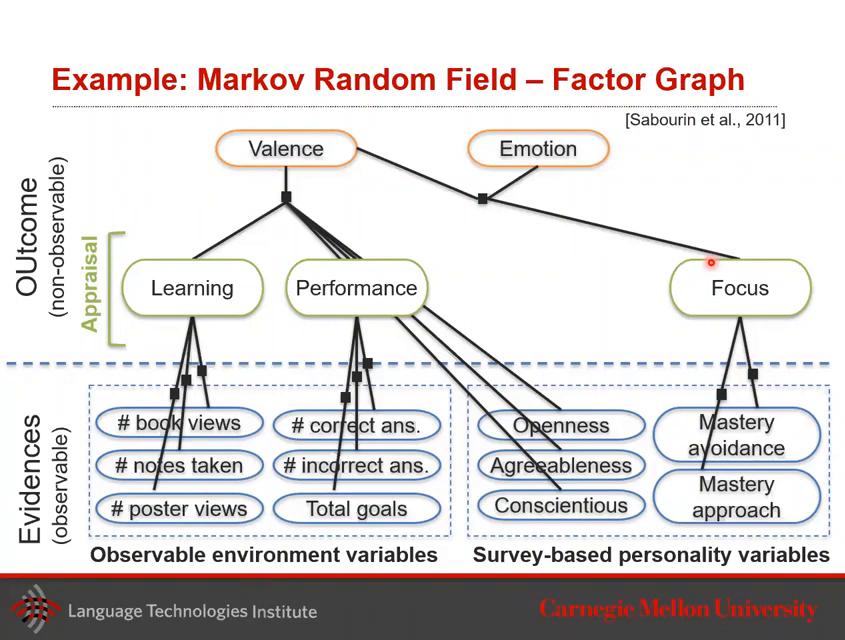 Example: Markov Random Field – Factor Graph
[Sabourin et al., 2011]
Valence
Emotion
OUtcome
(non-observable)
Appraisal
Learning
Performance
Focus
Evidences
(observable)
# book views
# correct ans.
Openness
Mastery
avoidance
# notes taken
# incorrect ans.
Agreeableness
# poster views
Total goals
Conscientious
Mastery
approach
Observable environment variables
Survey-based personality variables
Language Technologies Institute
Carnegie Mellon University